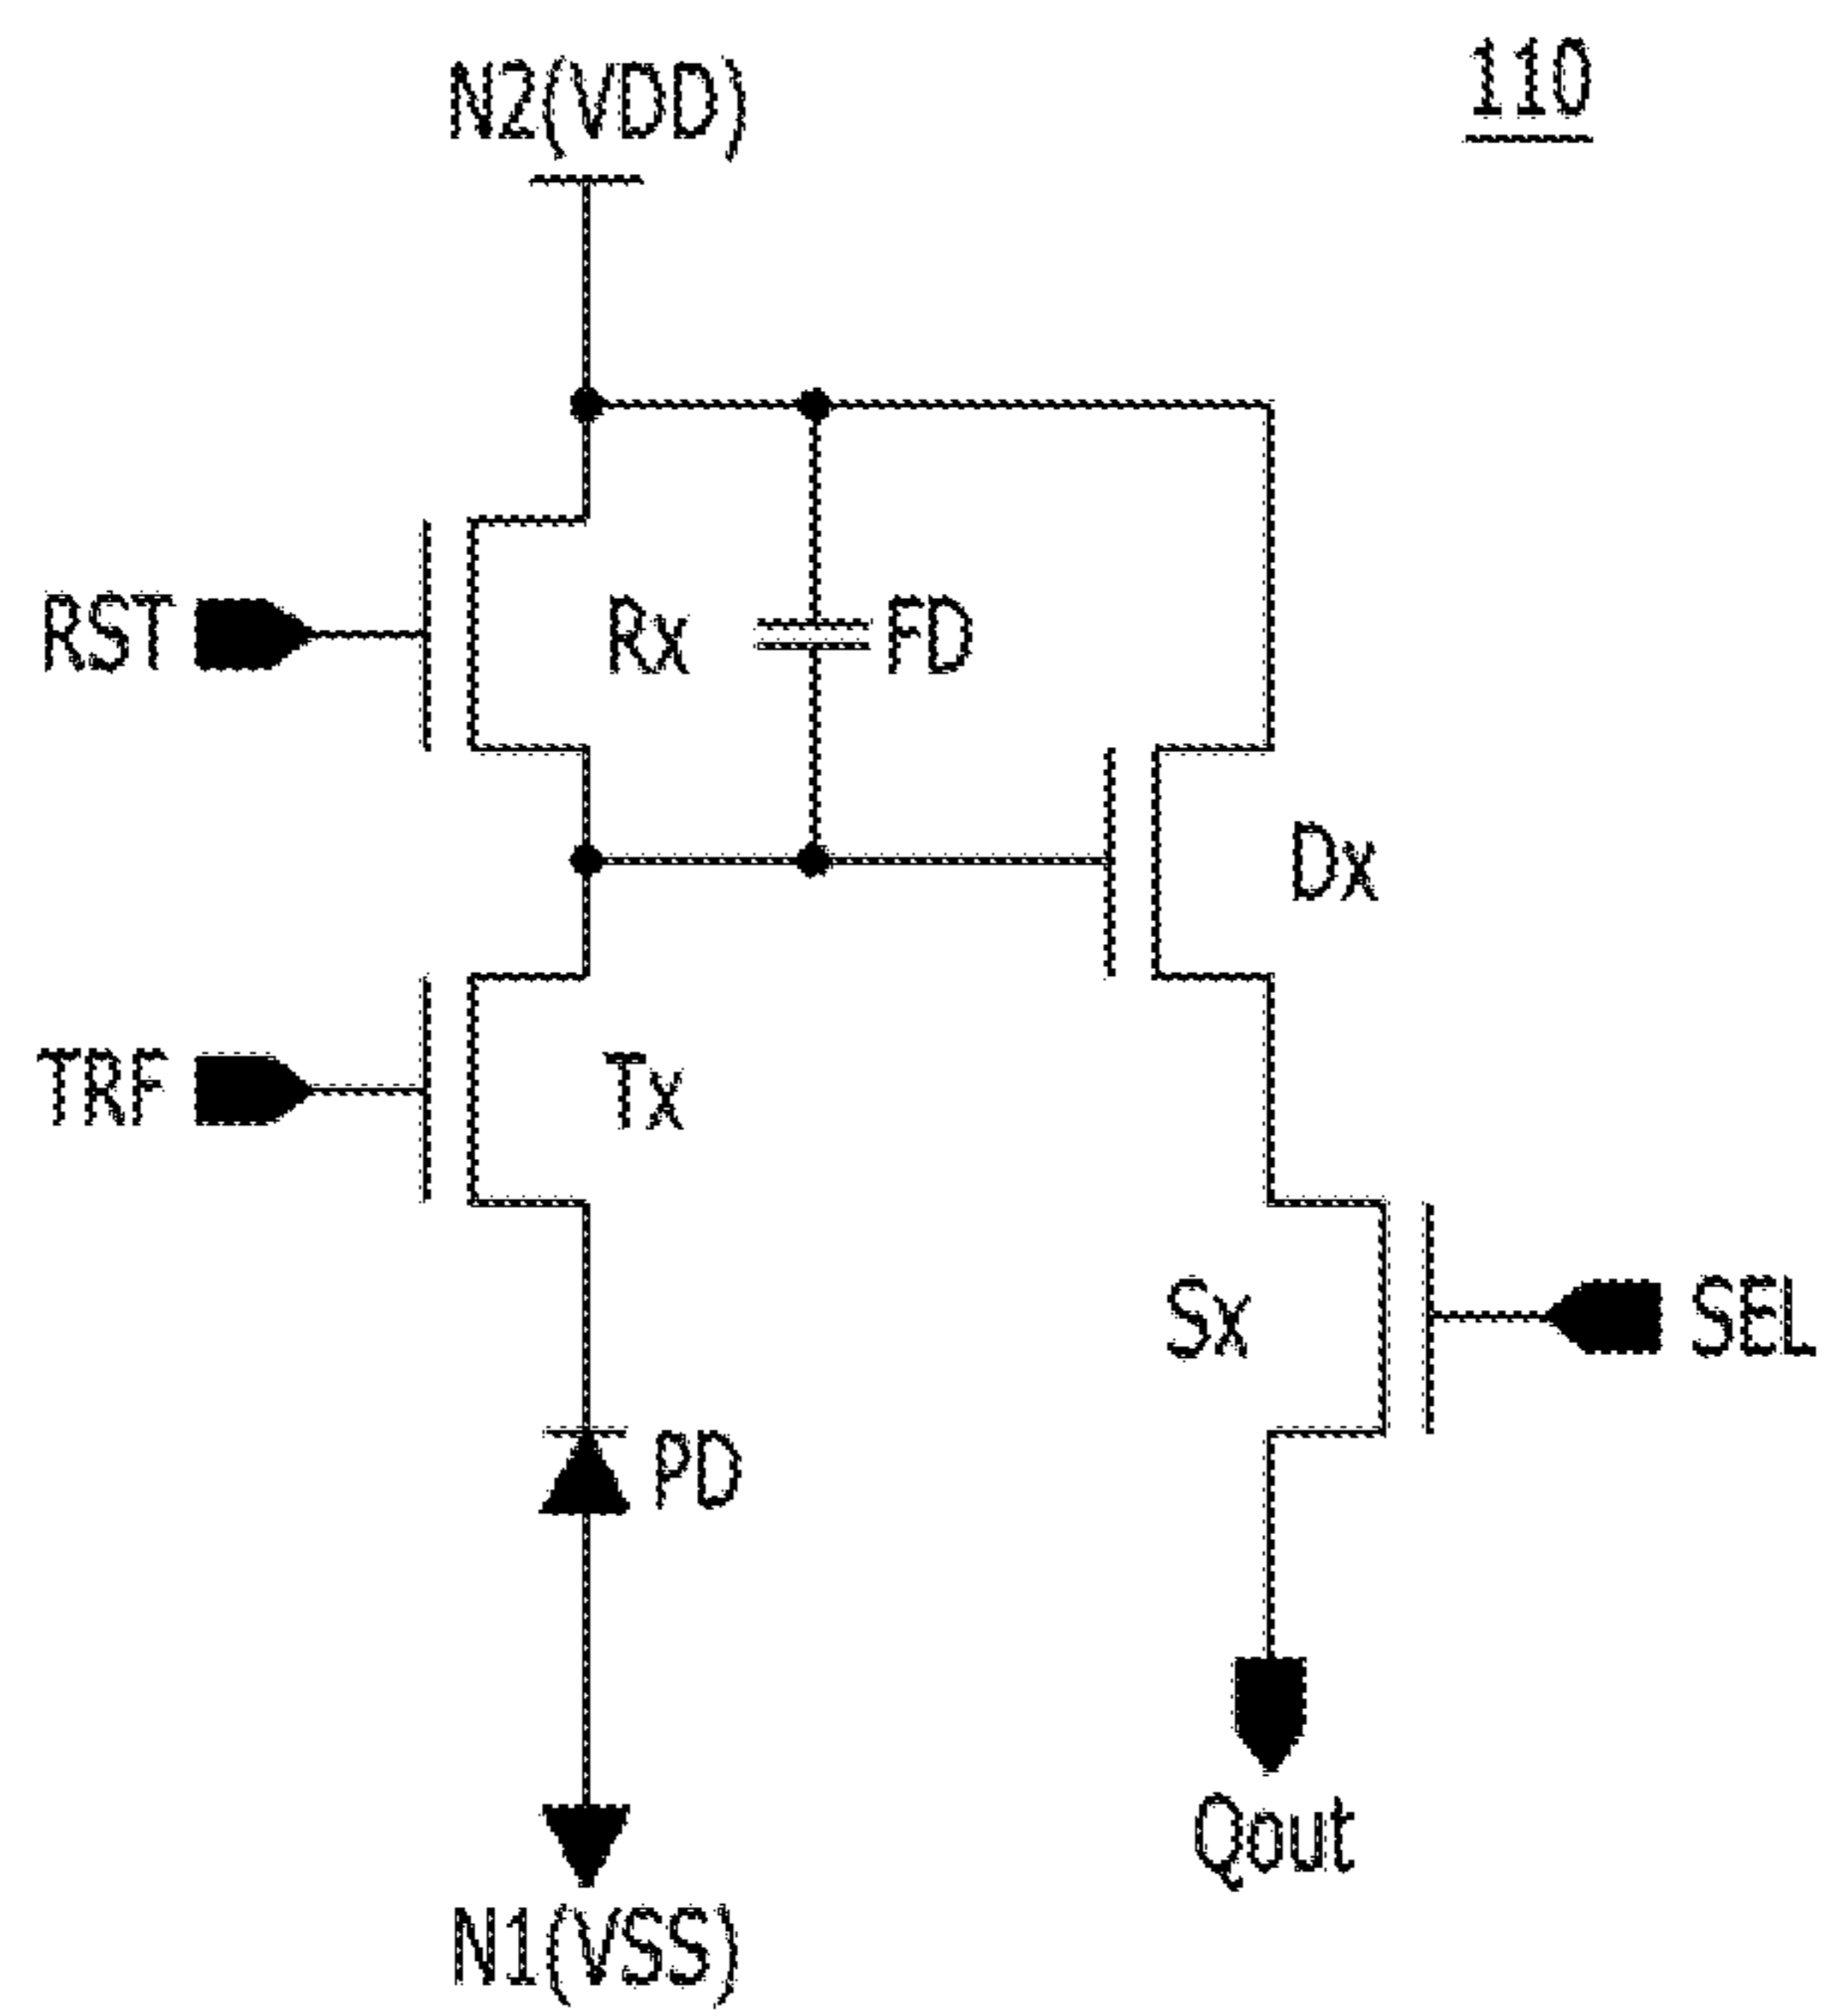 N2(VDD)
110
RST
Rx
FD
Dx
TRF
Tx
Sx
SEL
PD
Qout
N1(VSS)